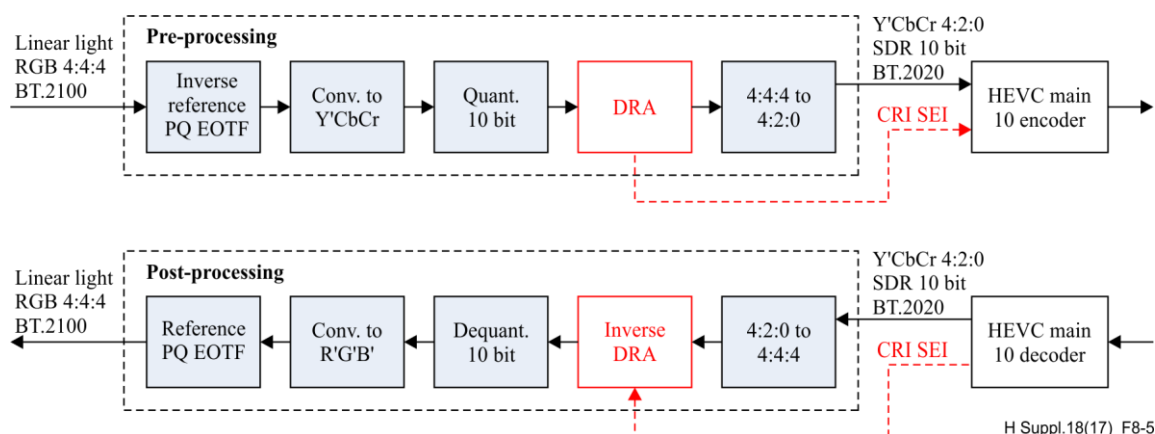 Linear light
RGB 4:4:4
BT.2100
Pre-processing
Inverse
reference
PQ EOTF
Conv. to
Y'CbCr
Quant.
10 bit
DRA
4:4:4 to
4:2:0
Y'CbCr 4:2:0
SDR 10 bit
BT.2020
CRI SEI
HEVC main
10 encoder
Linear light
RGB 4:4:4
BT.2100
Post-processing
Reference
PQ EOTF
Conv. to
R'G'B'
Dequant.
10 bit
Inverse
DRA
4:2:0 to
4:4:4
Y'CbCr 4:2:0
SDR 10 bit
BT.2020
CRI SEI
HEVC main
10 decoder
H Suppl.18(17)_F8-5